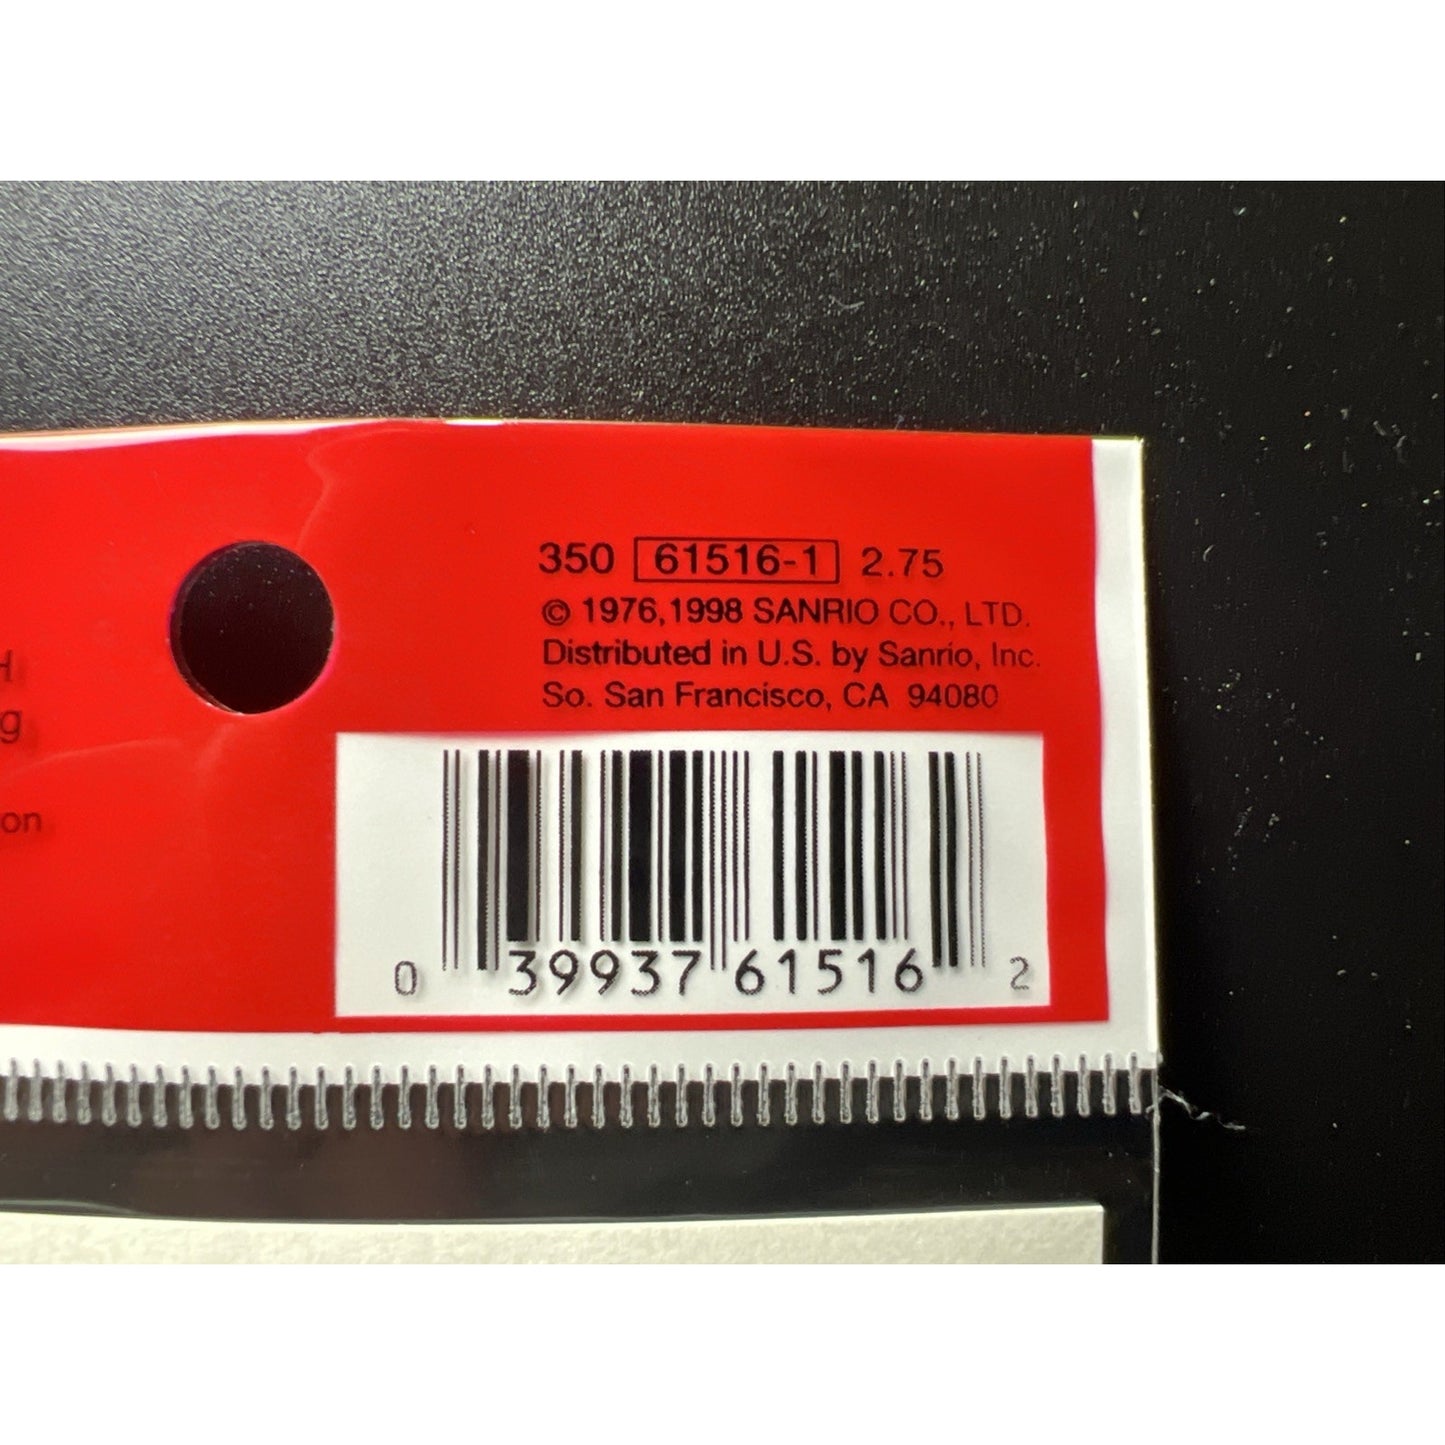 350 61516-1 2.75
© 1976,1998 SANRIO CO., LTD.
Distributed in U.S. by Sanrio, Inc.
So. San Francisco, CA 94080
0 39937 61516 2